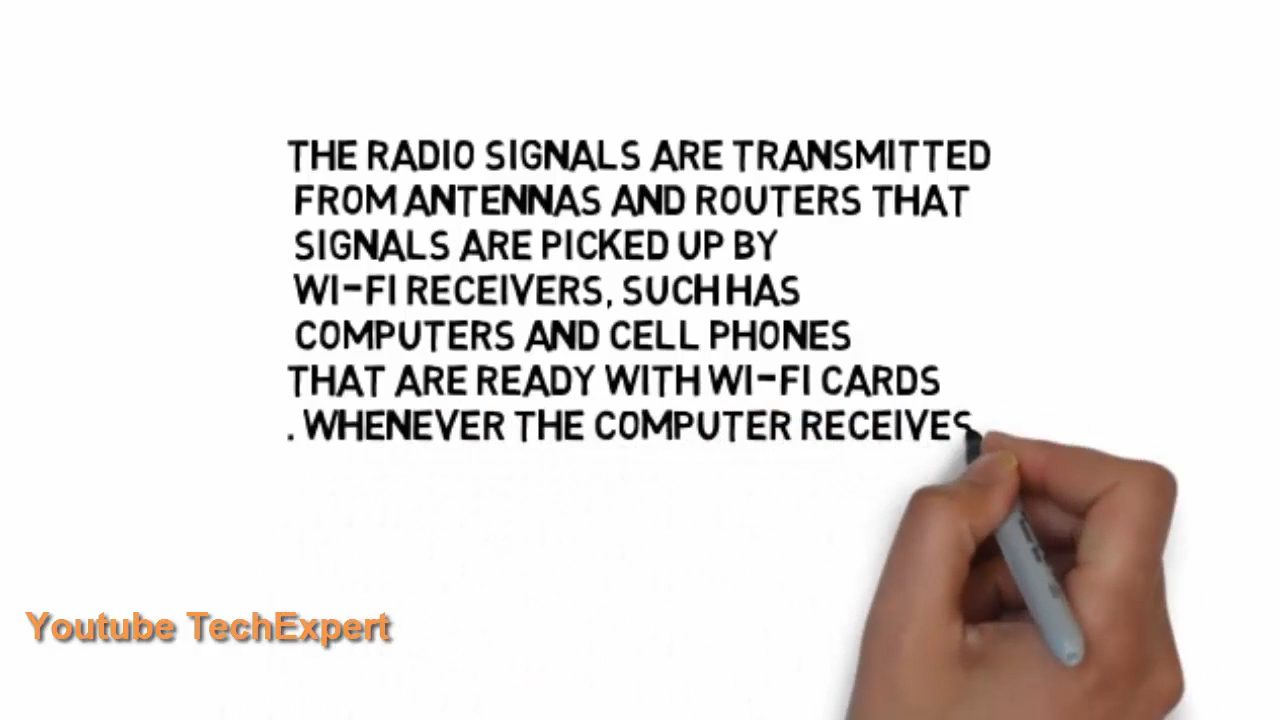 THE RADIO SIGNALS ARE TRANSMITTED
FROM ANTENNAS AND ROUTERS THAT
SIGNALS ARE PICKED UP BY
WI-FI RECEIVERS, SUCH HAS
COMPUTERS AND CELL PHONES
THAT ARE READY WITH WI-FI CARDS
. WHENEVER THE COMPUTER RECEIVES
Youtube TechExpert